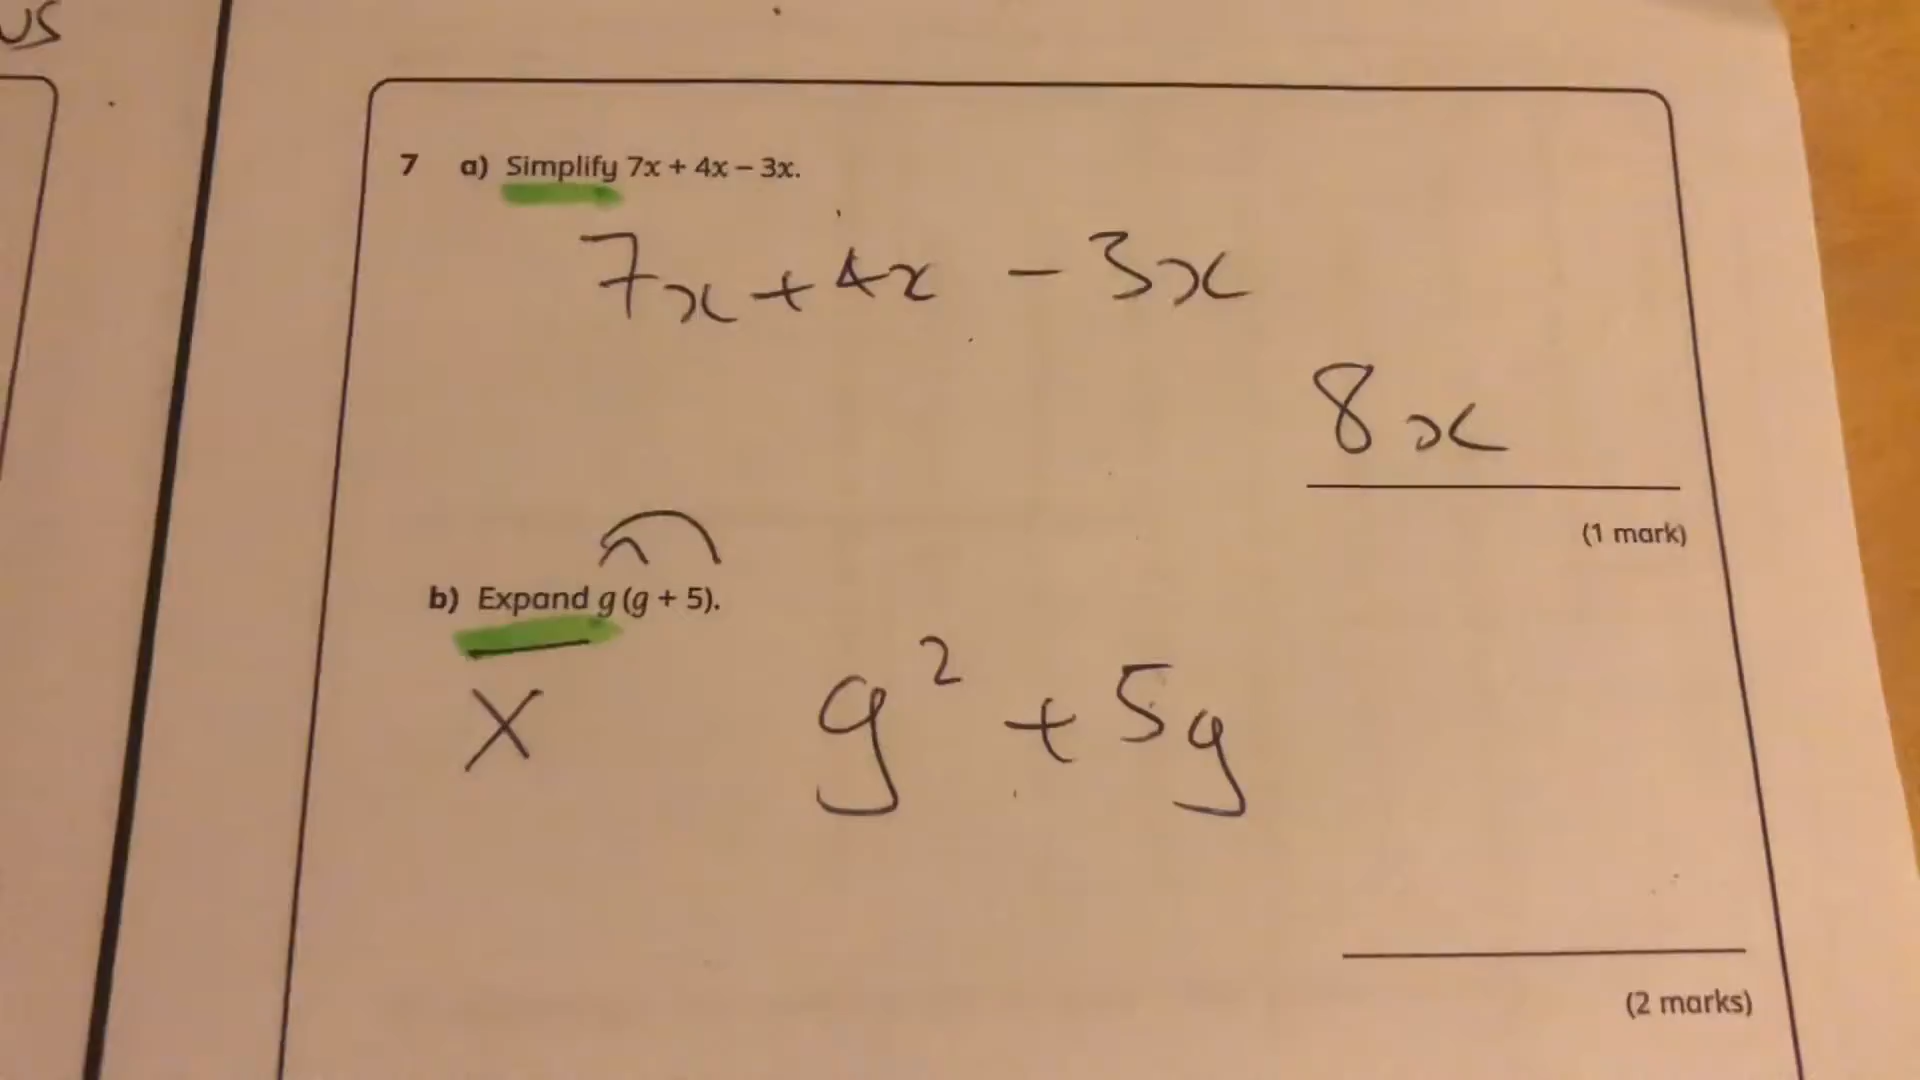 us
7 a) Simplify 7x + 4x – 3x.
7x + 4x – 3x
8x
(1 mark)
b) Expand g(g + 5).
X g² + 5g
(2 marks)